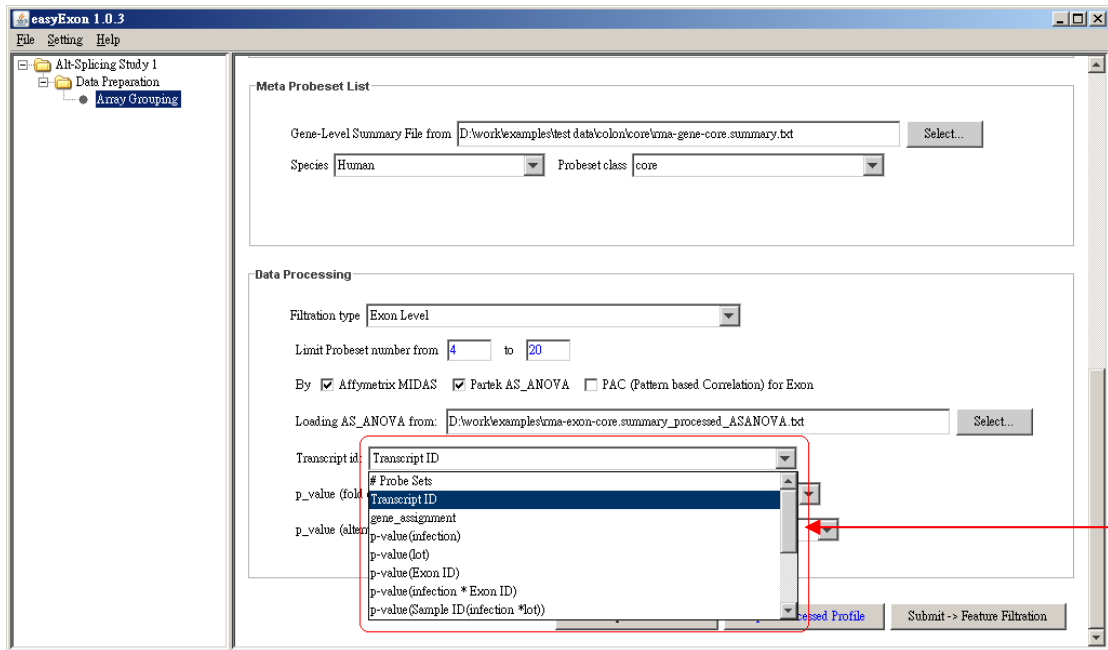 easyExon 1.0.3
File Setting Help
Alt-Splicing Study 1
Data Preparation
Array Grouping
Meta Probeset List
Gene-Level Summary File from D:\work\examples\test data\colon\core\rma-gene-core.summary.txt Select...
Species Human Probeset class core
Data Processing
Filtration type Exon Level
Limit Probeset number from 4 to 20
By Affymetrix MIDAS Partek AS_ANOVA PAC (Pattern based Correlation) for Exon
Loading AS_ANOVA from: D:\work\examples\rma-exon-core.summary_processed_ASANOVA.txt Select...
Transcript id: Transcript ID
# Probe Sets
p_value (fold
Transcript ID
gene_assignment
p_value (altern
p-value(infection)
p-value(lot)
p-value(Exon ID)
p-value(infection * Exon ID)
p-value(Sample ID(infection *lot))
Profile Submit -> Feature Filtration